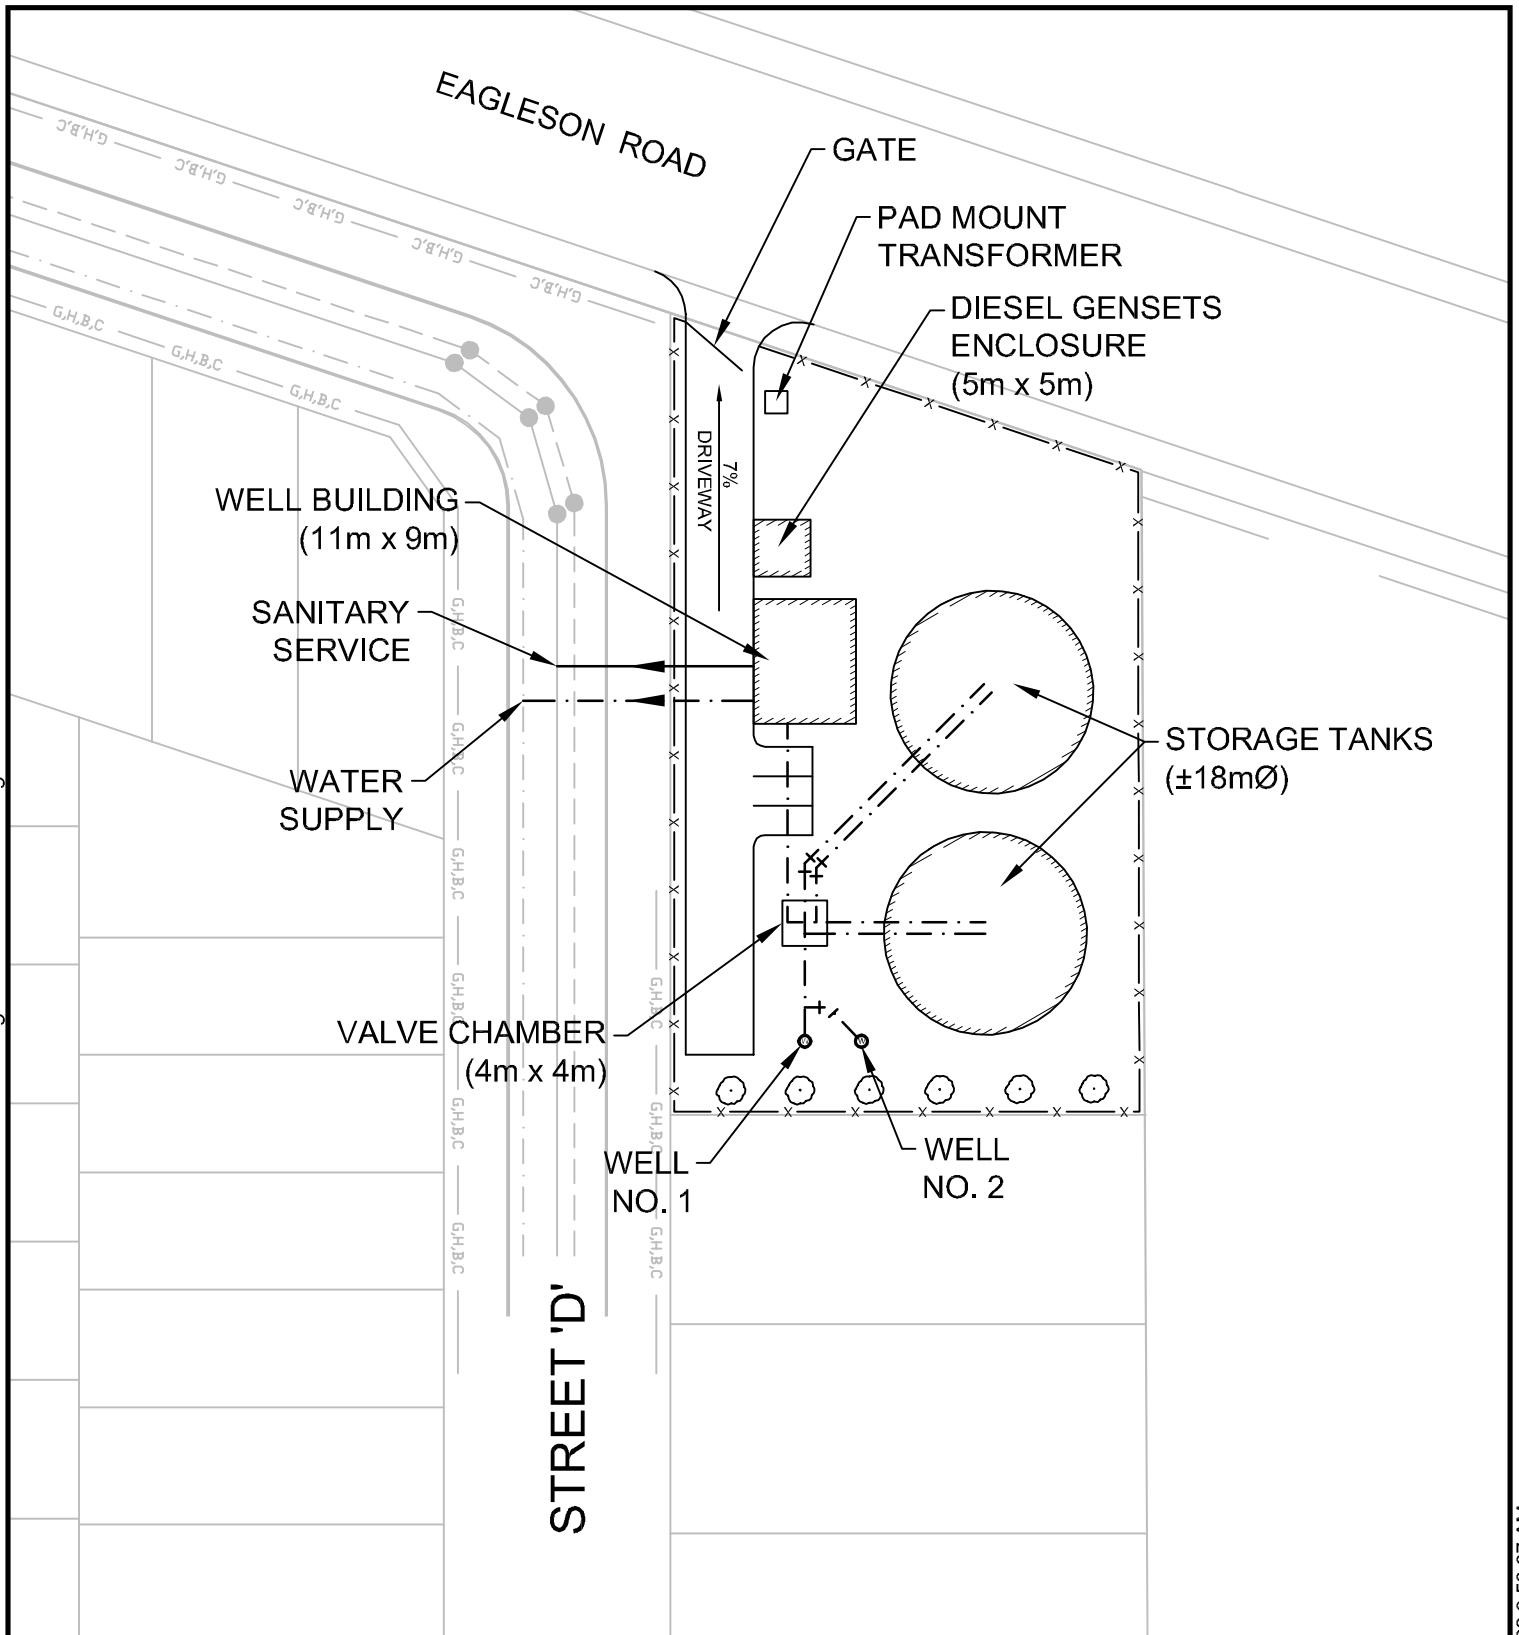 EAGLESON ROAD
GATE
PAD MOUNT
TRANSFORMER
DIESEL GENSETS
ENCLOSURE
(5m x 5m)
G,H,B,C
G,H,B,C
G,H,B,C
G,H,B,C
G,H,B,C
G,H,B,C
G,H,B,C
G,H,B,C
7%
DRIVEWAY
WELL BUILDING
(11m x 9m)
SANITARY
SERVICE
WATER
SUPPLY
STORAGE TANKS
(±18mØ)
VALVE CHAMBER
(4m x 4m)
WELL
NO. 1
WELL
NO. 2
G,H,B,C
G,H,B,C
G,H,B,C
G,H,B,C
G,H,B,C
G,H,B,C
G,H,B,C
G,H,B,C
G,H,B,C
STREET 'D'